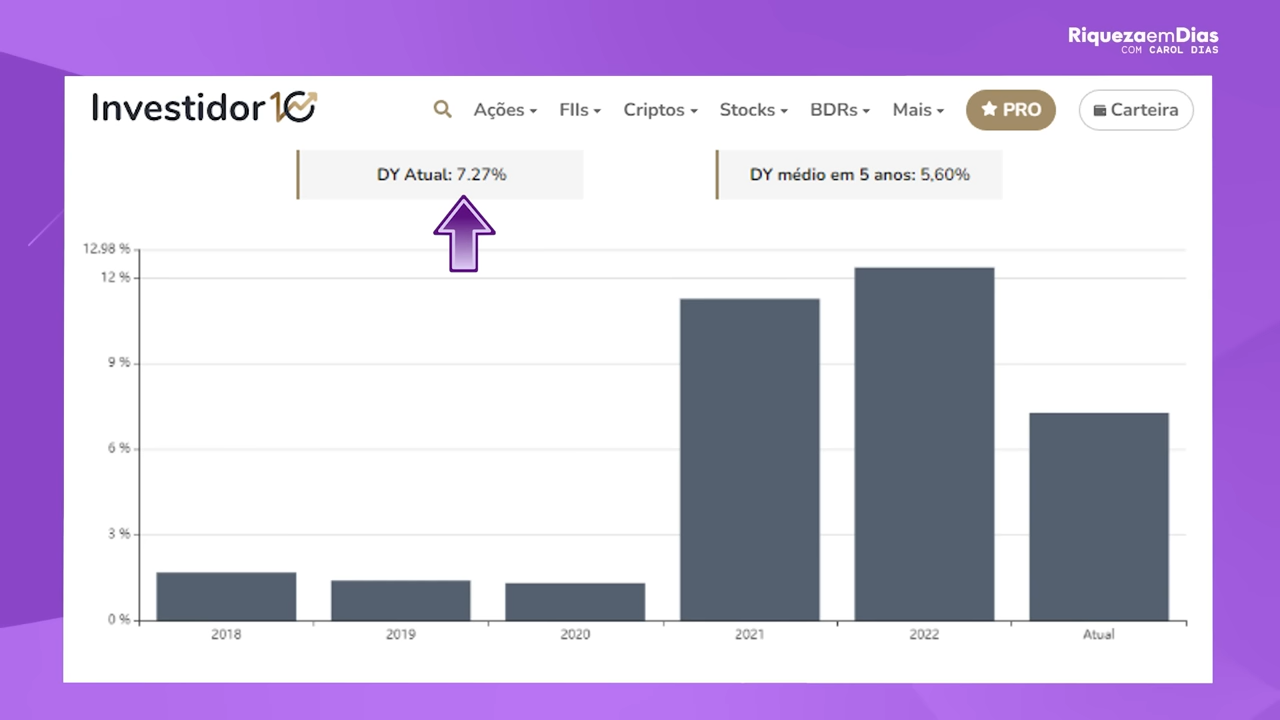 RiquezaemDias
COM CAROL DIAS
Investidor10
Ações
FIIs
Criptos
Stocks
BDRs
Mais
PRO
Carteira
DY Atual: 7.27%
DY médio em 5 anos: 5,60%
12.98 %
12 %
9 %
6 %
3 %
0 %
2018
2019
2020
2021
2022
Atual